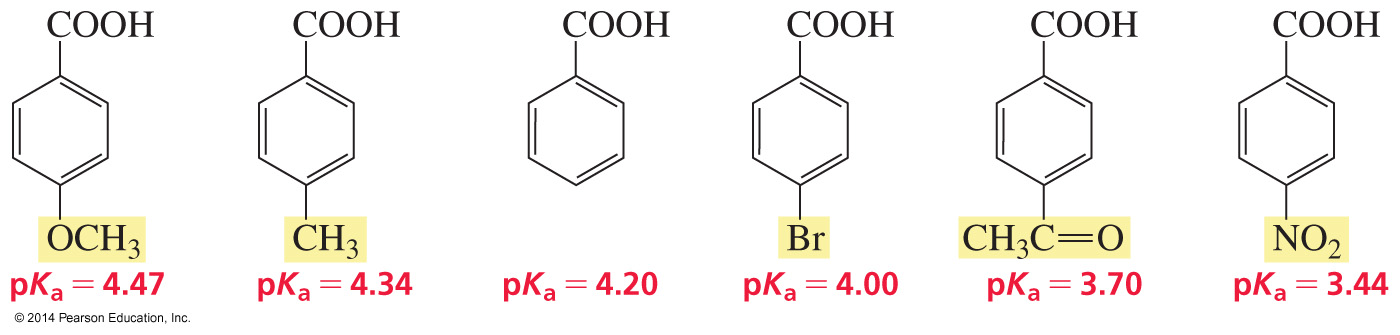 COOH COOH COOH COOH COOH COOH
OCH₃ CH₃ Br CH₃C=O NO₂
pKₐ = 4.47 pKₐ = 4.34 pKₐ = 4.20 pKₐ = 4.00 pKₐ = 3.70 pKₐ = 3.44
© 2014 Pearson Education, Inc.